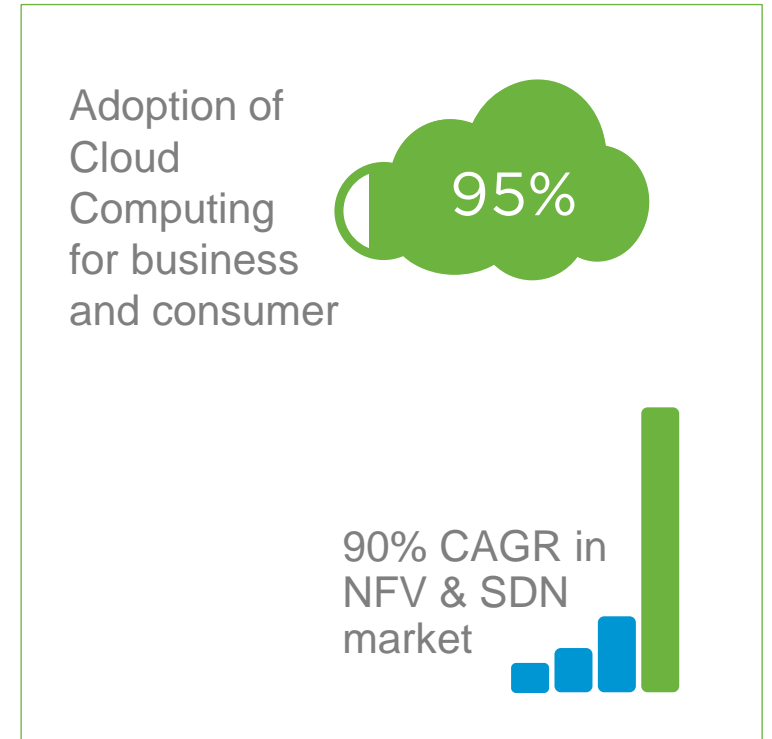 Adoption of
Cloud
Computing
for business
and consumer
95%
90% CAGR in
NFV & SDN
market